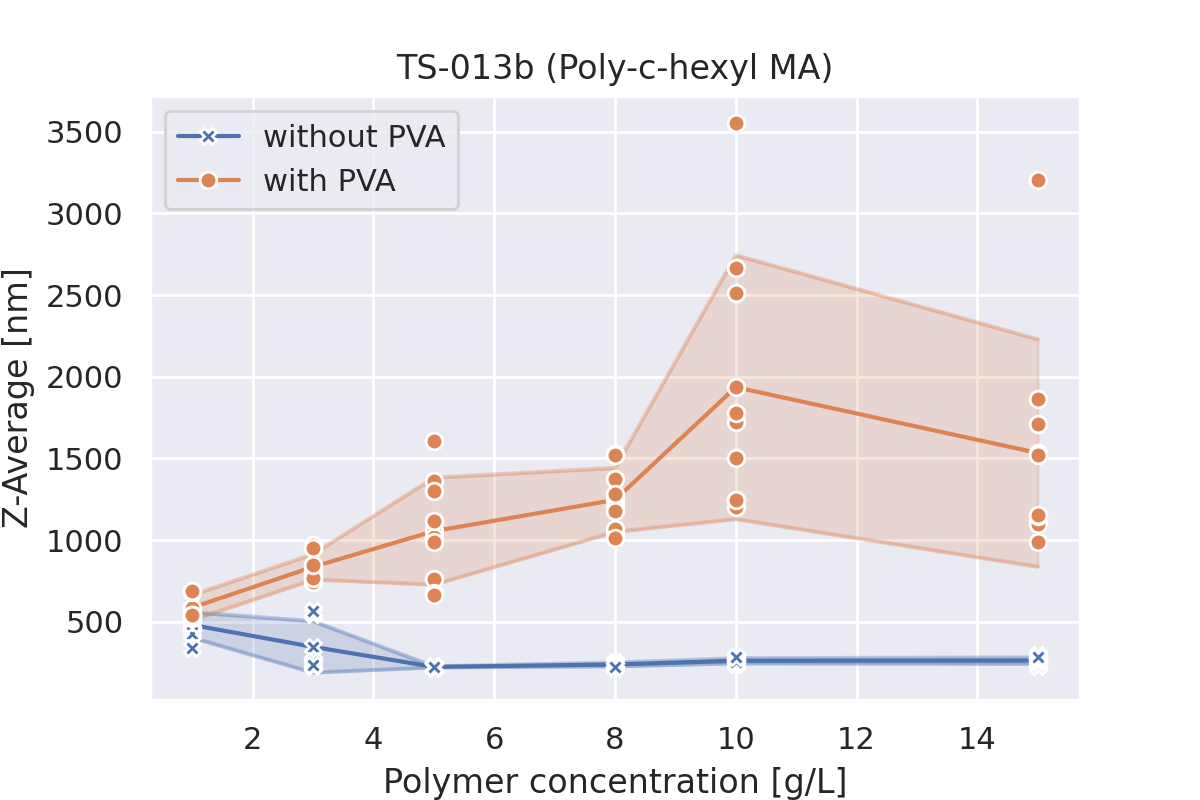 TS-013b (Poly-c-hexyl MA)
without PVA
with PVA
3500
3000
2500
2000
1500
1000
500
Z-Average [nm]
2 4 6 8 10 12 14
Polymer concentration [g/L]